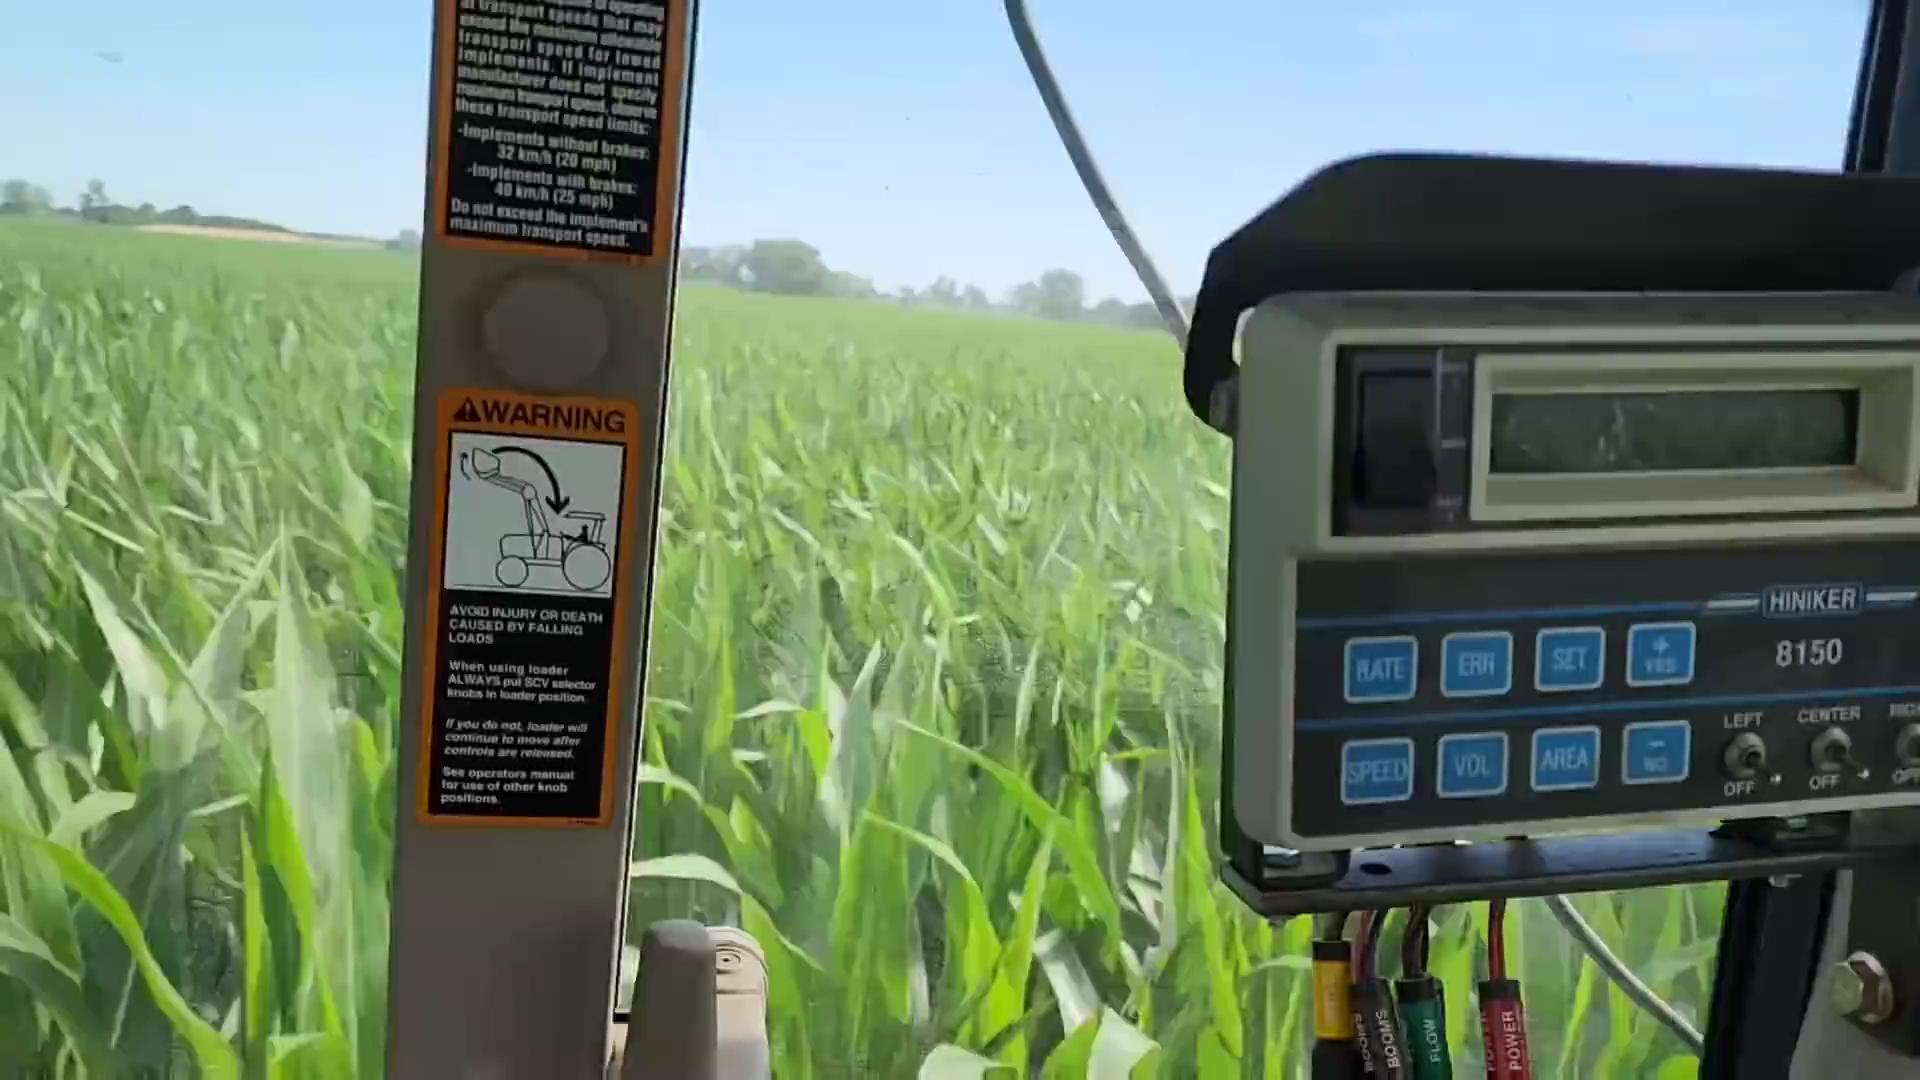 at transport speeds that may
exceed the maximum allowable
transport speed for towed
implements. If implement
manufacturer does not specify
maximum transport speed, observe
these transport speed limits:
-Implements without brakes:
32 km/h (20 mph)
-Implements with brakes:
40 km/h (25 mph)
Do not exceed the implement's
maximum transport speed.
WARNING
AVOID INJURY OR DEATH
CAUSED BY FALLING
LOADS
When using loader
ALWAYS put SCV selector
knobs in loader position.
If you do not, loader will
continue to move after
controls are released.
See operators manual
for use of other knob
positions.
HINIKER
8150
RATE ERR SET + YES
SPEED VOL AREA - NO
LEFT CENTER
OFF OFF
BOOMS
BOOMS
FLOW
POWER
POWER